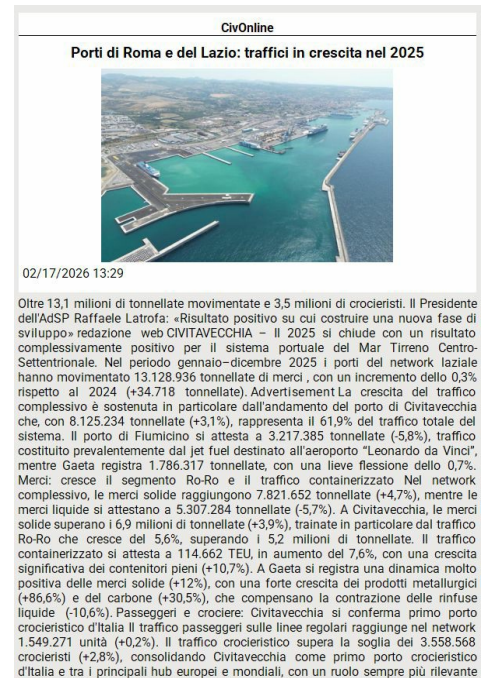 CivOnline
Porti di Roma e del Lazio: traffici in crescita nel 2025
02/17/2026 13:29
Oltre 13,1 milioni di tonnellate movimentate e 3,5 milioni di crocieristi. Il Presidente
dell'AdSP Raffaele Latrofa: «Risultato positivo su cui costruire una nuova fase di
sviluppo» redazione web CIVITAVECCHIA – Il 2025 si chiude con un risultato
complessivamente positivo per il sistema portuale del Mar Tirreno Centro-
Settentrionale. Nel periodo gennaio–dicembre 2025 i porti del network laziale
hanno movimentato 13.128.936 tonnellate di merci , con un incremento dello 0,3%
rispetto al 2024 (+34.718 tonnellate). Advertisement La crescita del traffico
complessivo è sostenuta in particolare dall'andamento del porto di Civitavecchia
che, con 8.125.234 tonnellate (+3,1%), rappresenta il 61,9% del traffico totale del
sistema. Il porto di Fiumicino si attesta a 3.217.385 tonnellate (-5,8%), traffico
costituito prevalentemente dal jet fuel destinato all'aeroporto “Leonardo da Vinci”,
mentre Gaeta registra 1.786.317 tonnellate, con una lieve flessione dello 0,7%.
Merci: cresce il segmento Ro-Ro e il traffico containerizzato Nel network
complessivo, le merci solide raggiungono 7.821.652 tonnellate (+4,7%), mentre le
merci liquide si attestano a 5.307.284 tonnellate (-5,7%). A Civitavecchia, le merci
solide superano i 6,9 milioni di tonnellate (+3,9%), trainate in particolare dal traffico
Ro-Ro che cresce del 5,6%, superando i 5,2 milioni di tonnellate. Il traffico
containerizzato si attesta a 114.662 TEU, in aumento del 7,6%, con una crescita
significativa dei contenitori pieni (+10,7%). A Gaeta si registra una dinamica molto
positiva delle merci solide (+12%), con una forte crescita dei prodotti metallurgici
(+86,6%) e del carbone (+30,5%), che compensano la contrazione delle rinfuse
liquide (-10,6%). Passeggeri e crociere: Civitavecchia si conferma primo porto
crocieristico d'Italia Il traffico passeggeri sulle linee regolari raggiunge nel network
1.549.271 unità (+0,2%). Il traffico crocieristico supera la soglia dei 3.558.568
crocieristi (+2,8%), consolidando Civitavecchia come primo porto crocieristico
d'Italia e tra i principali hub europei e mondiali, con un ruolo sempre più rilevante